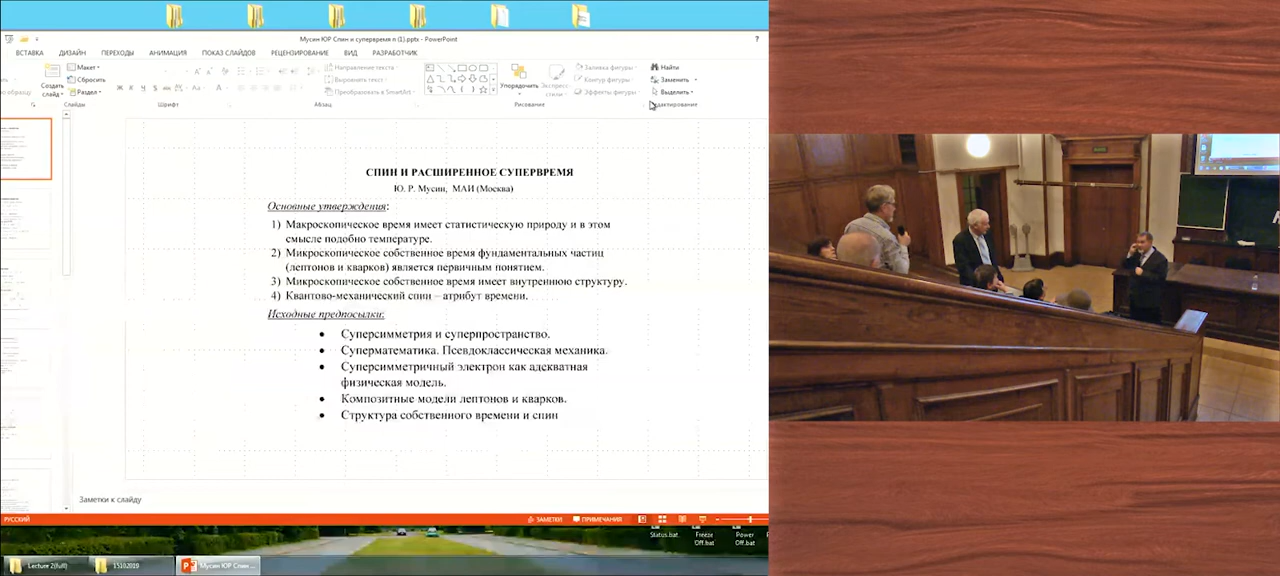 Мусин ЮР Спин и супервремя п (1).pptx - PowerPoint
?
ВСТАВКА ДИЗАЙН ПЕРЕХОДЫ АНИМАЦИЯ ПОКАЗ СЛАЙДОВ РЕЦЕНЗИРОВАНИЕ ВИД РАЗРАБОТЧИК
Макет
Сбросить
Раздел
Создать
слайд
Слайды
Шрифт
Направление текста
Выровнять текст
Преобразовать в SmartArt
Абзац
Упорядочить
Экспресс-
стили
Заливка фигуры
Контур фигуры
Эффекты фигуры
Рисование
Найти
Заменить
Выделить
СПИН И РАСШИРЕННОЕ СУПЕРВРЕМЯ
Ю. Р. Мусин, МАИ (Москва)
Основные утверждения:
1) Макроскопическое время имеет статистическую природу и в этом
смысле подобно температуре.
2) Микроскопическое собственное время фундаментальных частиц
(лептонов и кварков) является первичным понятием.
3) Микроскопическое собственное время имеет внутреннюю структуру.
4) Квантово-механический спин – атрибут времени.
Исходные предпосылки:
• Суперсимметрия и суперпространство.
• Суперматематика. Псевдоклассическая механика.
• Суперсимметричный электрон как адекватная
физическая модель.
• Композитные модели лептонов и кварков.
• Структура собственного времени и спин
Заметки к слайду
РУССКИЙ
ЗАМЕТКИ ПРИМЕЧАНИЯ
Status.bat
Freeze
Off.bat
Power
Off.bat
Lecture 2(full)
15102019
Мусин ЮР Спин ...